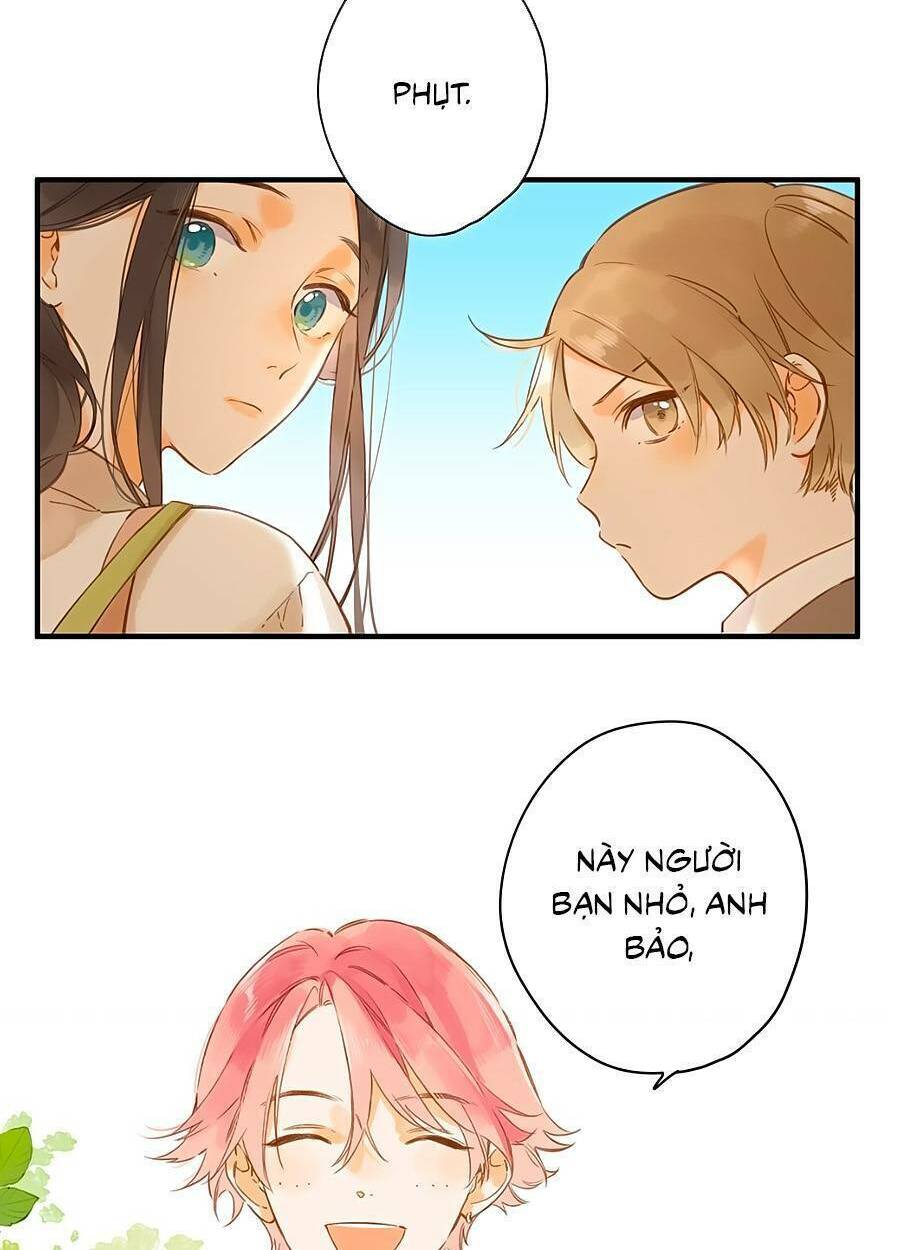 PHỤT.
NÀY NGƯỜI
BẠN NHỎ, ANH
BẢO,